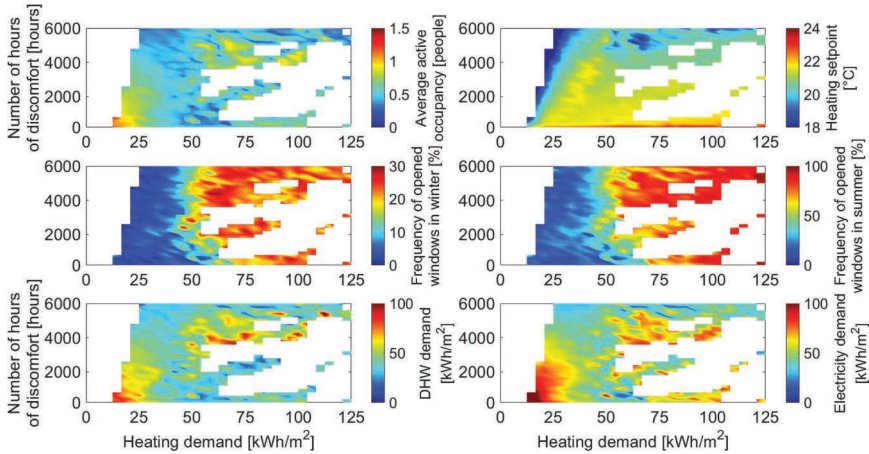 6000
4000
2000
0
0 25 50 75 100 125
Number of hours
of discomfort [hours]
1.5
1
0.5
0
Average active
occupancy [people]
6000
4000
2000
0
0 25 50 75 100 125
24
22
20
18
Heating setpoint
[°C]
6000
4000
2000
0
0 25 50 75 100 125
30
20
10
0
Frequency of opened
windows in winter [%]
6000
4000
2000
0
0 25 50 75 100 125
100
50
0
Frequency of opened
windows in summer [%]
6000
4000
2000
0
0 25 50 75 100 125
Number of hours
of discomfort [hours]
Heating demand [kWh/m²]
100
50
0
DHW demand
[kWh/m²]
6000
4000
2000
0
0 25 50 75 100 125
Heating demand [kWh/m²]
100
50
0
Electricity demand
[kWh/m²]